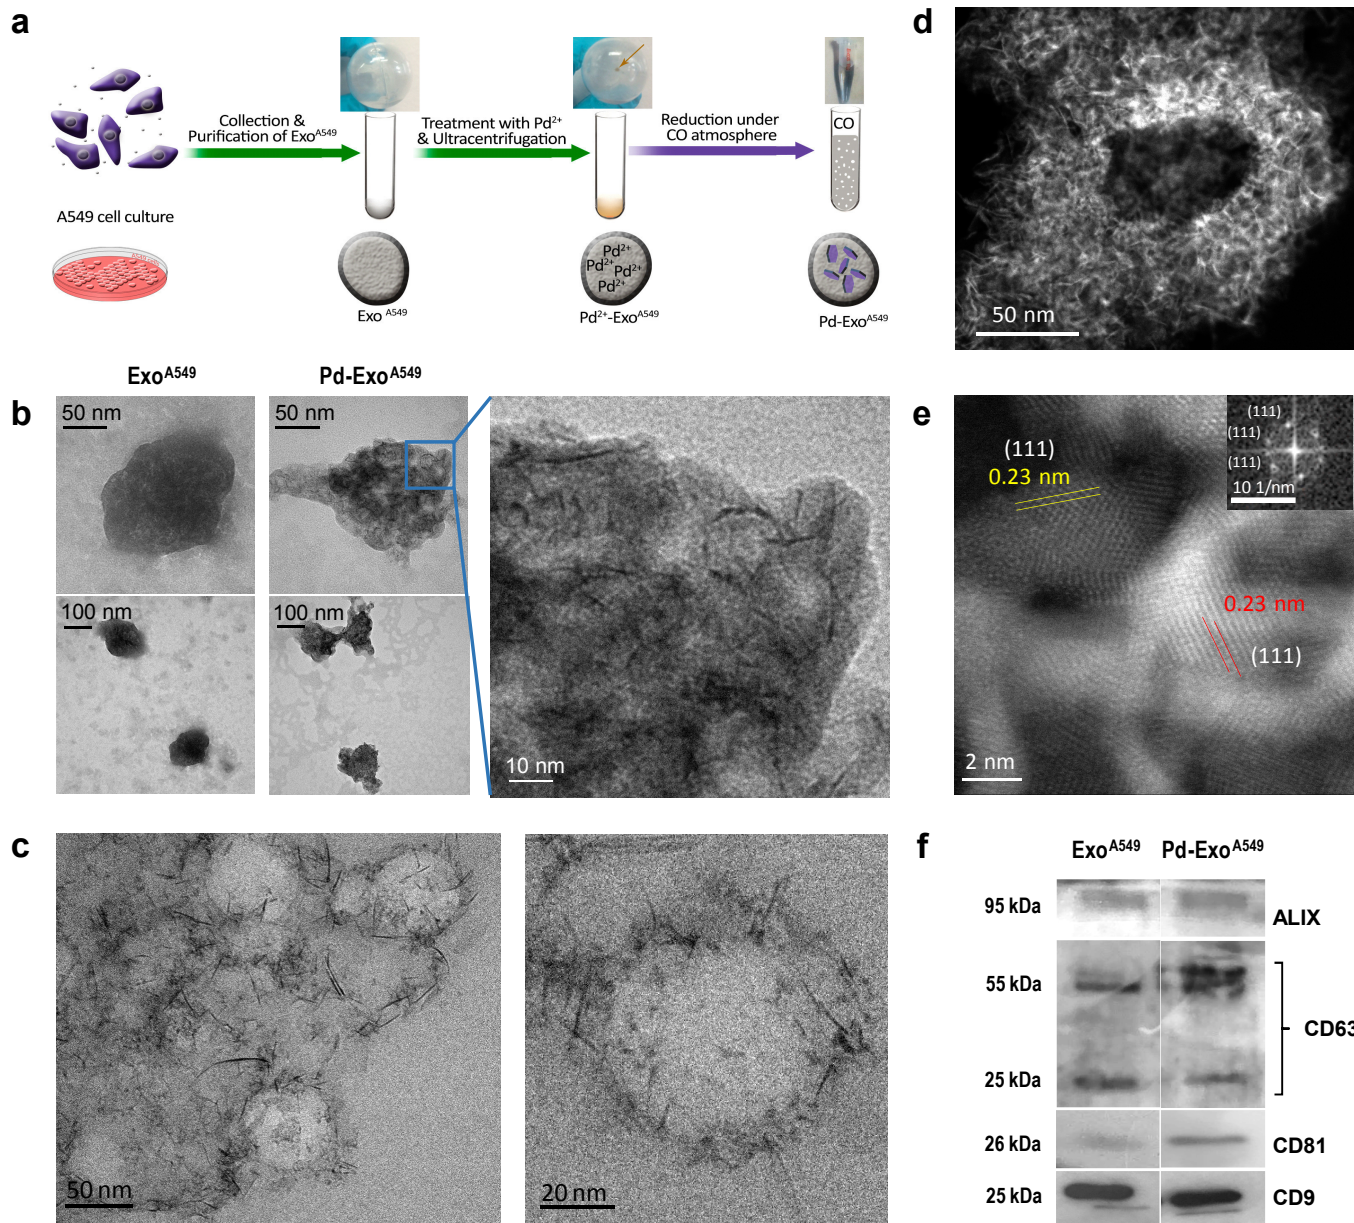 a
Collection &
Purification of Exo^A549
Treatment with Pd²⁺
& Ultracentrifugation
Reduction under
CO atmosphere
CO
A549 cell culture
Pd²⁺
Pd²⁺
Pd²⁺
Pd²⁺
Exo ^A549
Pd²⁺-Exo^A549
Pd-Exo^A549
d
50 nm
Exo^A549
Pd-Exo^A549
b
50 nm
50 nm
100 nm
100 nm
10 nm
e
(111)
0.23 nm
(111)
(111)
(111)
10 1/nm
0.23 nm
(111)
2 nm
c
50 nm
20 nm
f
Exo^A549
Pd-Exo^A549
95 kDa
ALIX
55 kDa
CD63
25 kDa
26 kDa
CD81
25 kDa
CD9